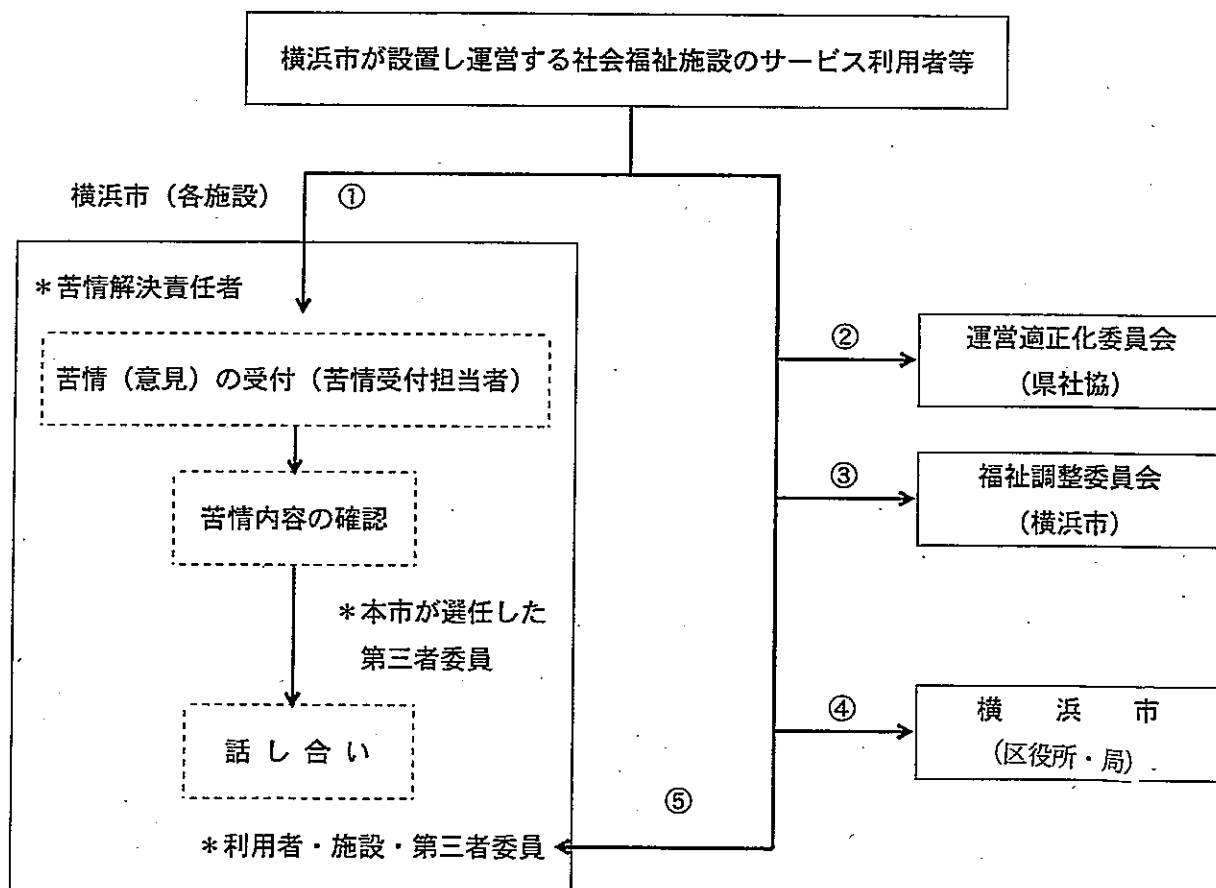 横浜市が設置し運営する社会福祉施設のサービス利用者等
横浜市（各施設）
①
＊苦情解決責任者
苦情（意見）の受付（苦情受付担当者）
苦情内容の確認
＊本市が選任した
第三者委員
話し合い
＊利用者・施設・第三者委員
②
運営適正化委員会
（県社協）
③
福祉調整委員会
（横浜市）
④
横浜市
（区役所・局）
⑤